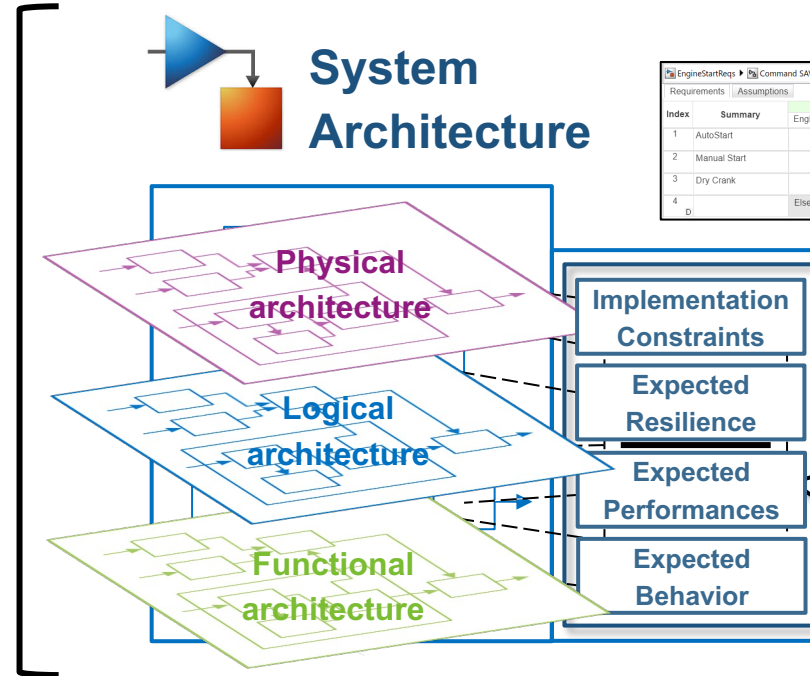 System
Architecture
EngineStartReqs ▶ Command SA
Requirements Assumptions
Index Summary
1 AutoStart
2 Manual Start
3 Dry Crank
4 Else
D
Physical
architecture
Logical
architecture
Functional
architecture
Implementation
Constraints
Expected
Resilience
Expected
Performances
Expected
Behavior